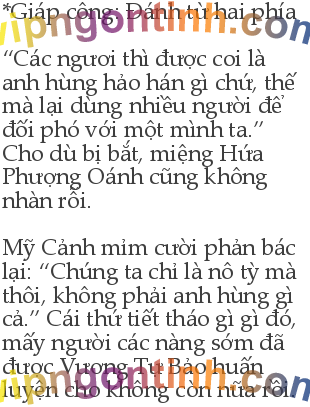 *Giáp công: Đánh từ hai phía
vipngontinh.com
“Các ngươi thì được coi là
anh hùng hảo hán gì chứ, thế
mà lại dùng nhiều người để
đối phó với một mình ta.”
Cho dù bị bắt, miệng Hứa
Phượng Oánh cũng không
nhàn rỗi.
Mỹ Cảnh mỉm cười phản bác
lại: “Chúng ta chỉ là nô tỳ mà
thôi, không phải anh hùng gì
cả.” Cái thứ tiết tháo gì gì đó,
mấy người các nàng sớm đã
được Vương Tử Bảo huấn
luyện cho không còn nữa rồi.
vipngontinh.com